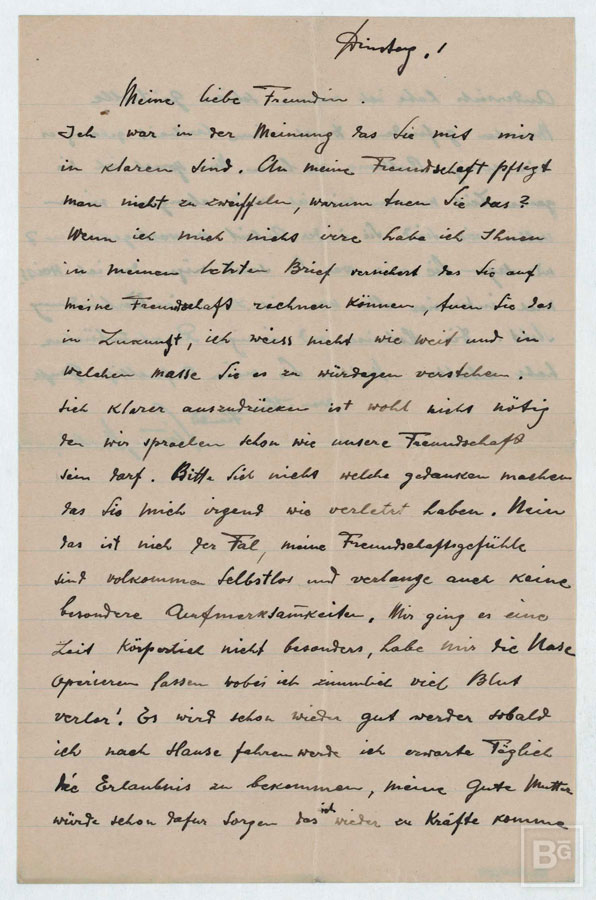 Dinstag. !
Meine liebe Freundin.
Ich war in der Meinung das Sie mit mir
in klaren sind. An meine Freundschaft pflegt
man nicht zu zweiffeln, warum tuen Sie das?
Wenn ich mich nicht irre habe ich Ihnen
in meinen letzten Brief versichert das Sie auf
meine Freundschaft rechnen können, tuen Sie das
in Zukunft, ich weiss nicht wie weit und in
welchen masse Sie es zu würdegen verstehen.
Sich klarer auszudrücken ist wohl nicht nötig
den wir sprachen schon wie unsere Freundschaft
sein darf. Bitte Sich nicht welche gedanken machen
das Sie mich irgend wie verletzt haben. Nein
das ist nich der Fal, meine Freundschaftsgefühle
sind volkommen Selbstlos und verlange auch keine
besondere Aufmerksamkeiten. Mir ging es eine
Zeit Körperlich nicht besonders, habe mir die Nase
Operieren lassen wobei ich zimmlich viel Blut
verlor! Es wird schon wieder gut werden sobald
ich nach Hause fahren werde ich erwarte Täglich
die Erlaubnis zu bekommen, meine gute Mutter
würde schon dafür Sorgen das ich wieder zu Kräfte komme
BG